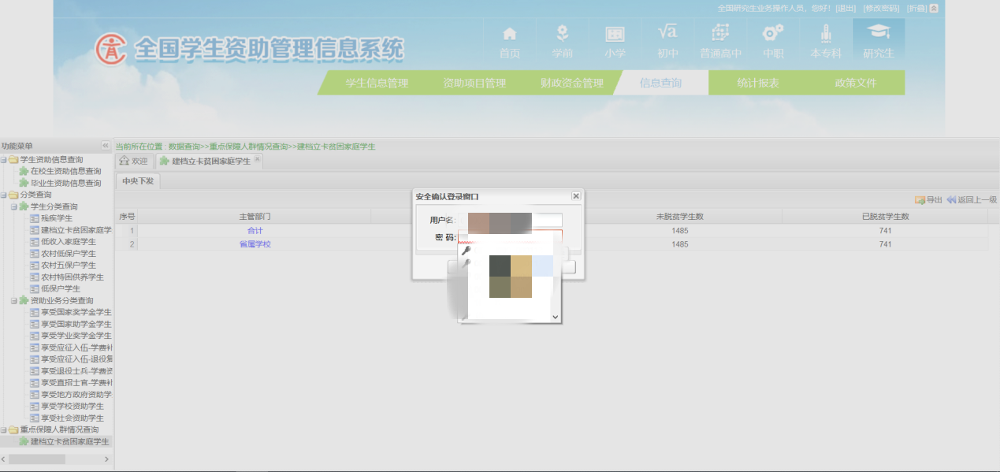 全国研究生业务操作人员，您好! [退出] [修改密码] [折叠]
全国学生资助管理信息系统
首页 学前 小学 初中 普通高中 中职 本专科 研究生
学生信息管理 资助项目管理 财政资金管理 信息查询 统计报表 政策文件
功能菜单
当前所在位置 : 数据查询>>重点保障人群情况查询>>建档立卡贫困家庭学生
欢迎 建档立卡贫困家庭学生
中央下发
导出 返回上一级
序号 主管部门 未脱贫学生数 已脱贫学生数
1 合计 1485 741
2 省属学校 1485 741
安全确认登录窗口
用户名:
密 码:
学生资助信息查询
在校生资助信息查询
毕业生资助信息查询
分类查询
学生分类查询
残疾学生
建档立卡贫困家庭学
低收入家庭学生
农村低保户学生
农村五保户学生
农村特困供养学生
低保户学生
资助业务分类查询
享受国家奖学金学生
享受国家助学金学生
享受学业奖学金学生
享受应征入伍-学费补
享受应征入伍-退役复
享受退役士兵-学费资
享受直招士官-学费补
享受地方政府资助学
享受学校资助学生
享受社会资助学生
重点保障人群情况查询
建档立卡贫困家庭学生